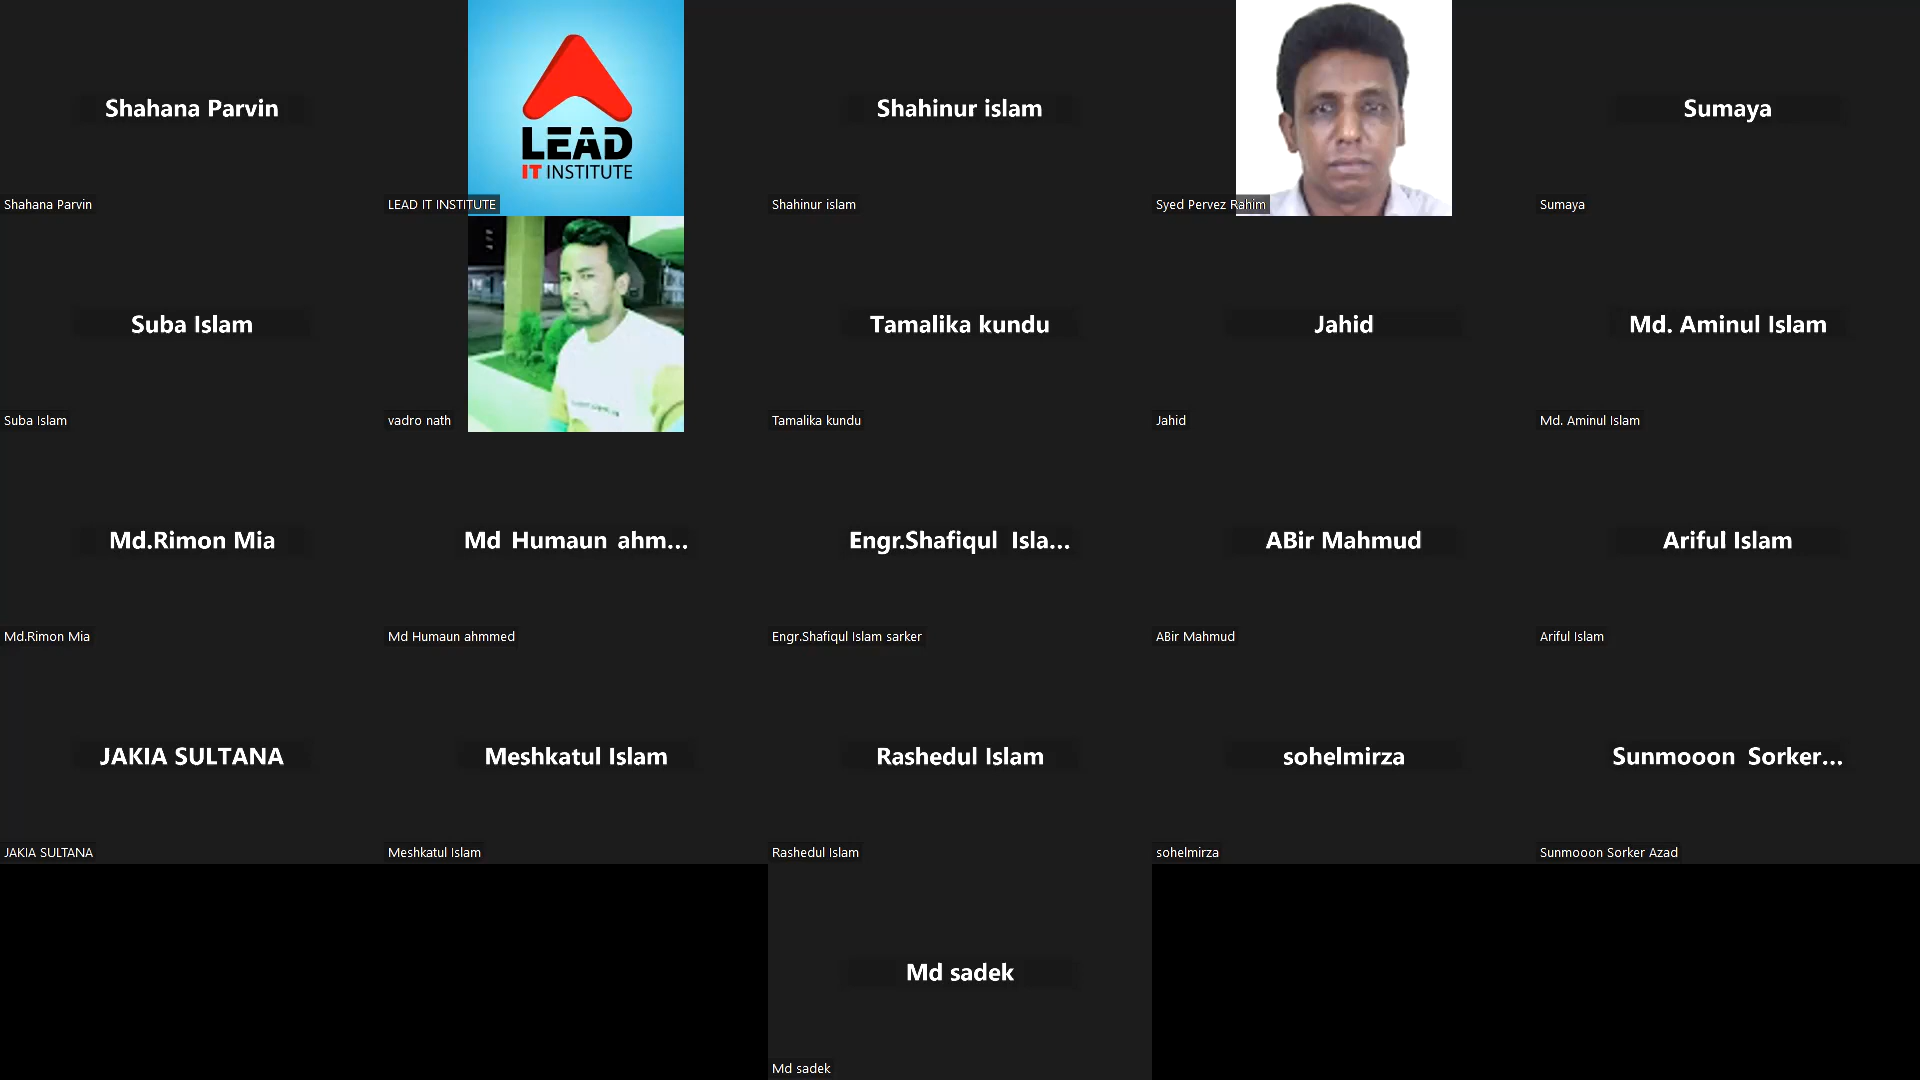 Shahana Parvin
Shahana Parvin
LEAD
IT INSTITUTE
LEAD IT INSTITUTE
Shahinur islam
Shahinur islam
Syed Pervez Rahim
Sumaya
Sumaya
Suba Islam
Suba Islam
vadro nath
Tamalika kundu
Tamalika kundu
Jahid
Jahid
Md. Aminul Islam
Md. Aminul Islam
Md.Rimon Mia
Md.Rimon Mia
Md Humaun ahm...
Md Humaun ahmmed
Engr.Shafiqul Isla...
Engr.Shafiqul Islam sarker
ABir Mahmud
ABir Mahmud
Ariful Islam
Ariful Islam
JAKIA SULTANA
JAKIA SULTANA
Meshkatul Islam
Meshkatul Islam
Rashedul Islam
Rashedul Islam
sohelmirza
sohelmirza
Sunmooon Sorker...
Sunmooon Sorker Azad
Md sadek
Md sadek